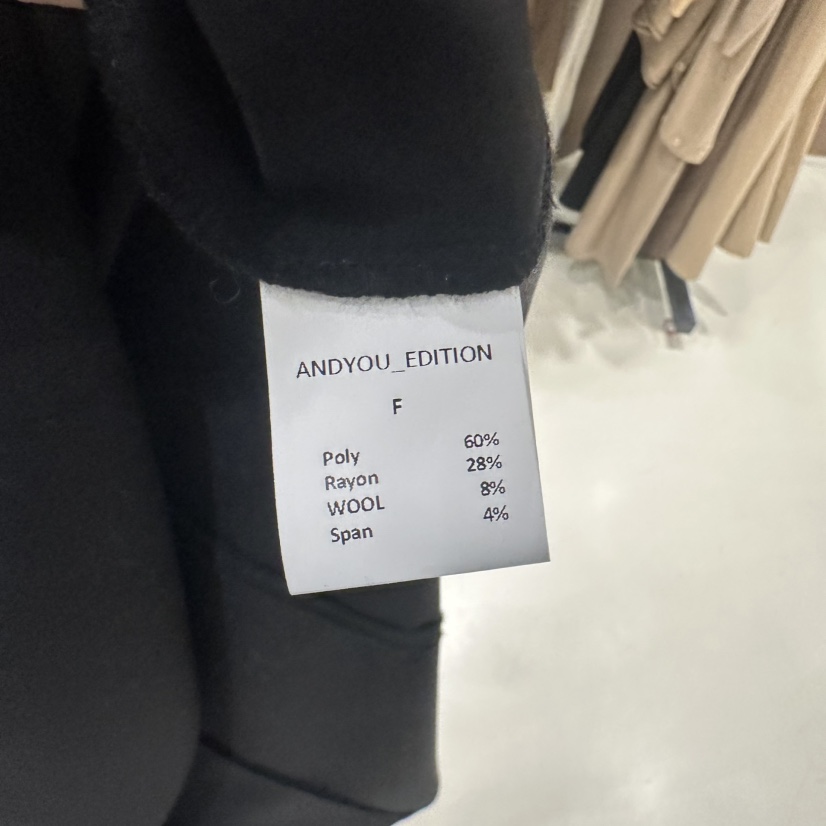 ANDYOU_EDITION
F
Poly 60%
Rayon 28%
WOOL 8%
Span 4%